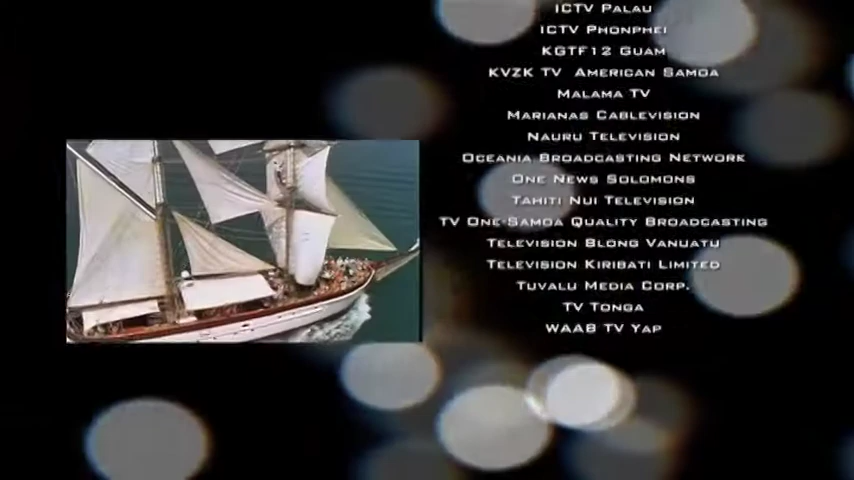 ICTV Palau
ICTV Phonphei
KGTF12 Guam
KVZK TV American Samoa
Malama TV
Marianas Cablevision
Nauru Television
Oceania Broadcasting Network
One News Solomons
Tahiti Nui Television
TV One-Samoa Quality Broadcasting
Television Blong Vanuatu
Television Kiribati Limited
Tuvalu Media Corp.
TV Tonga
WAAB TV Yap